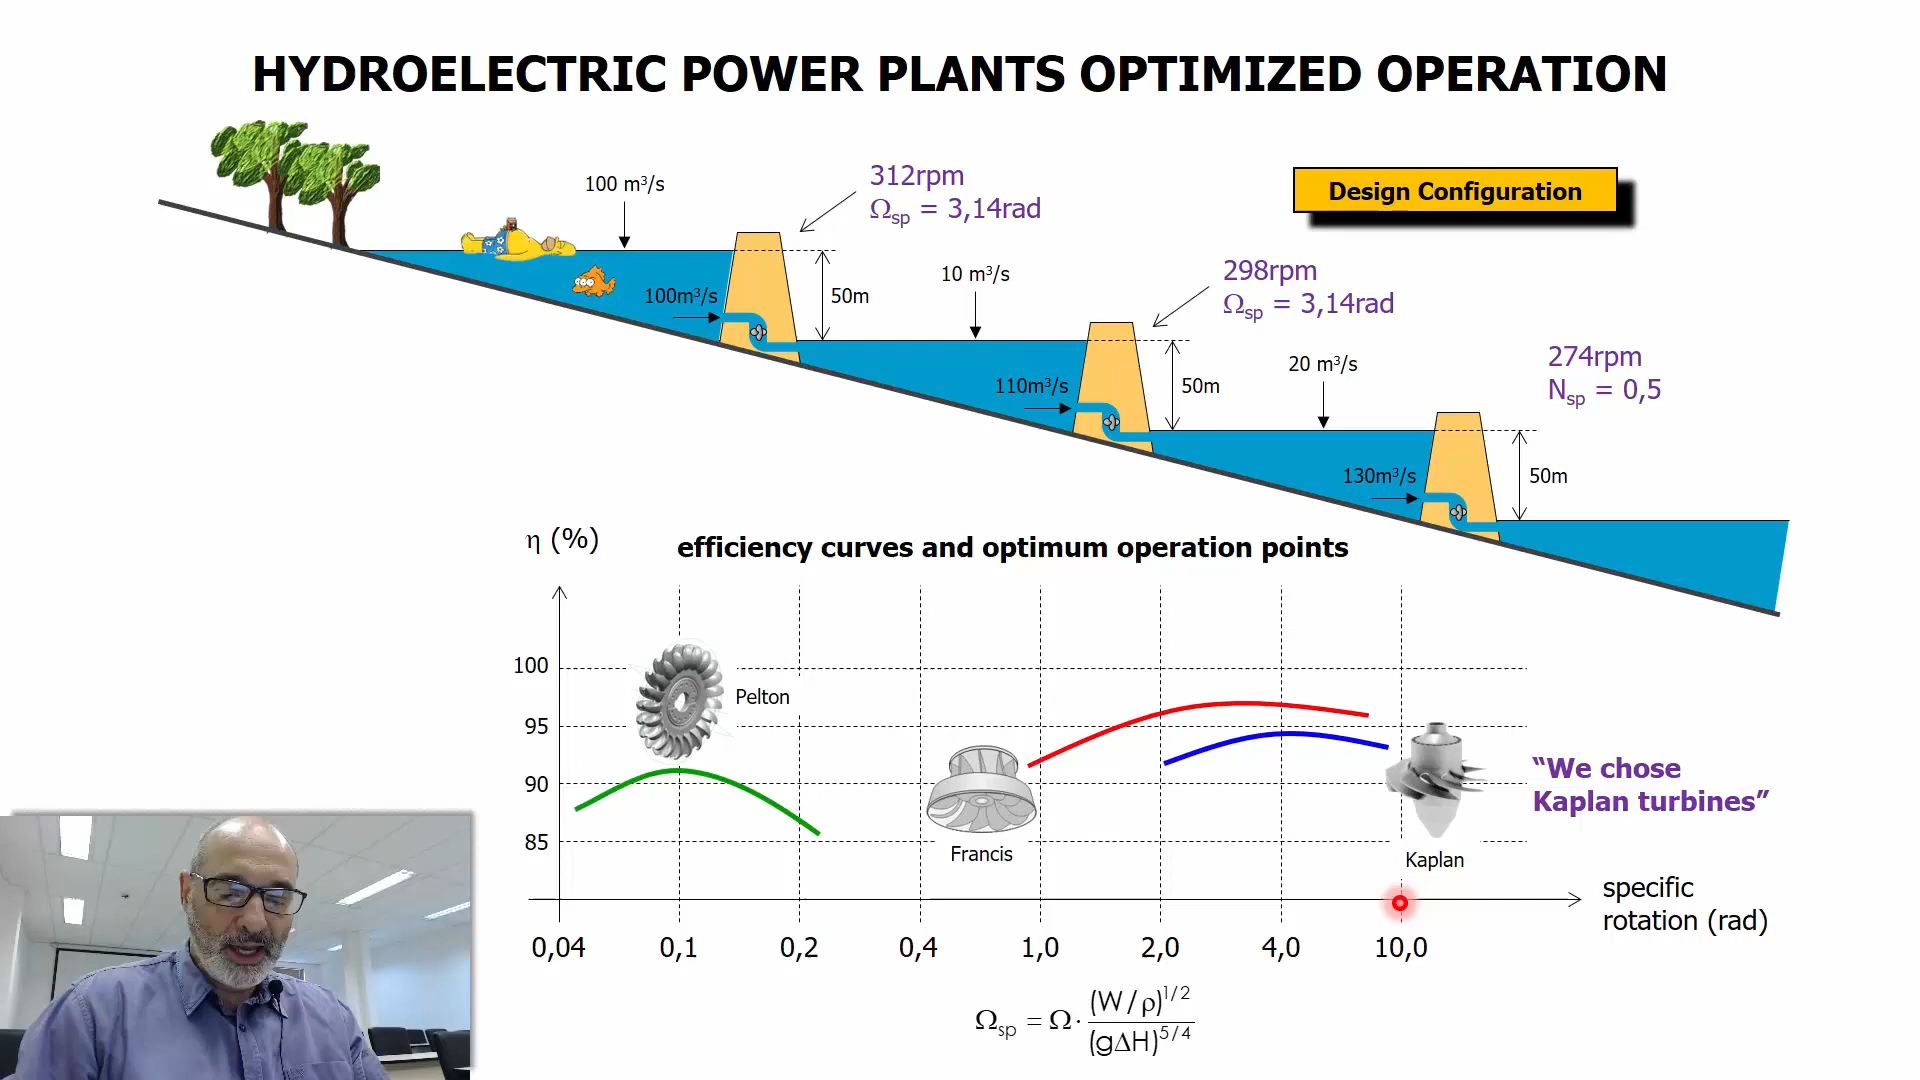 HYDROELECTRIC POWER PLANTS OPTIMIZED OPERATION
312rpm
Ωsp = 3,14rad
100 m³/s
Design Configuration
298rpm
Ωsp = 3,14rad
10 m³/s
100m³/s
50m
274rpm
Nsp = 0,5
20 m³/s
110m³/s
50m
130m³/s
50m
η (%)
efficiency curves and optimum operation points
100
95
90
85
Pelton
Francis
Kaplan
“We chose
Kaplan turbines”
specific
rotation (rad)
0,04 0,1 0,2 0,4 1,0 2,0 4,0 10,0
Ωsp = Ω · (W/ρ)^1/2 / (gΔH)^5/4